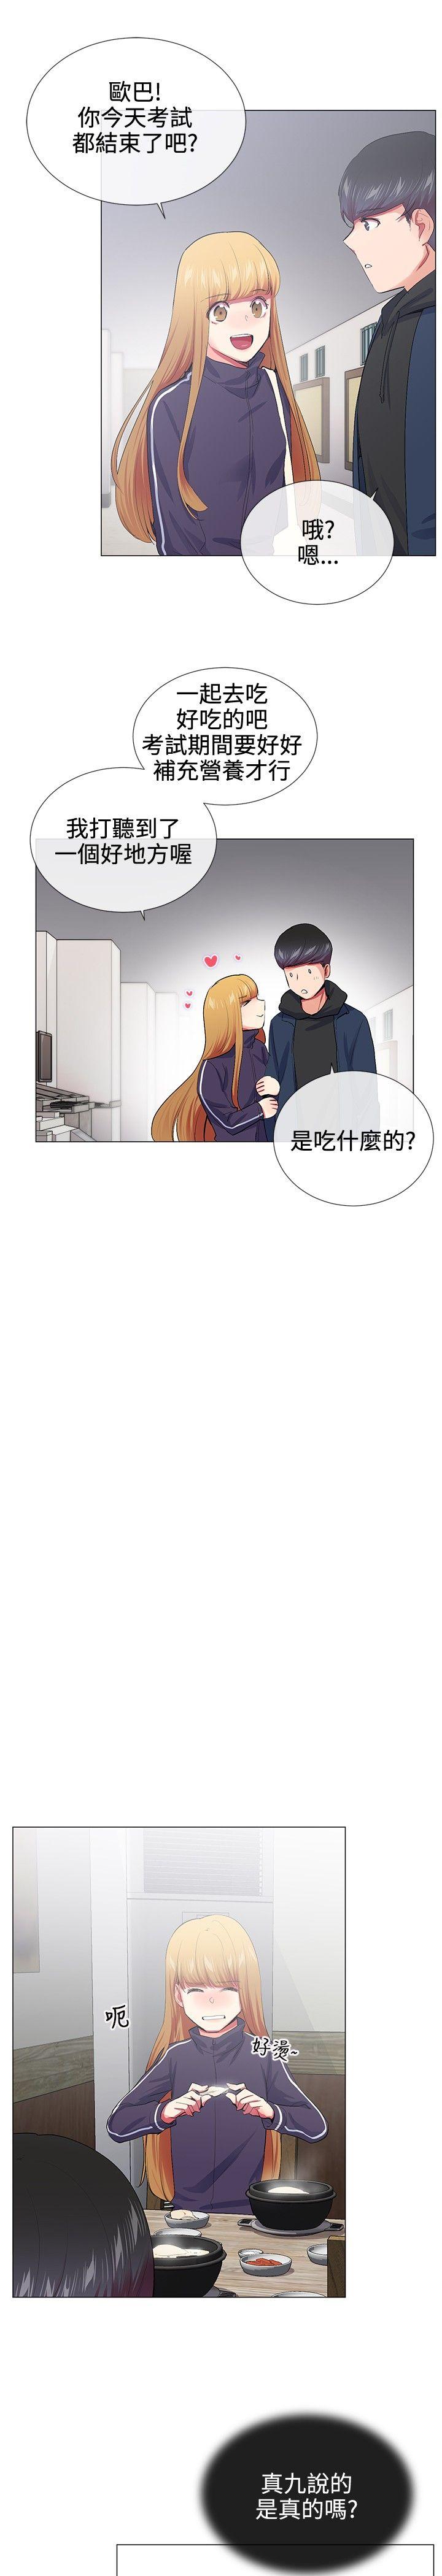 歐巴!
你今天考試
都結束了吧?
哦?
嗯...
一起去吃
好吃的吧
考試期間要好好
補充營養才行
我打聽到了
一個好地方喔
是吃什麼的?
呃
好燙~
真九說的
是真的嗎?